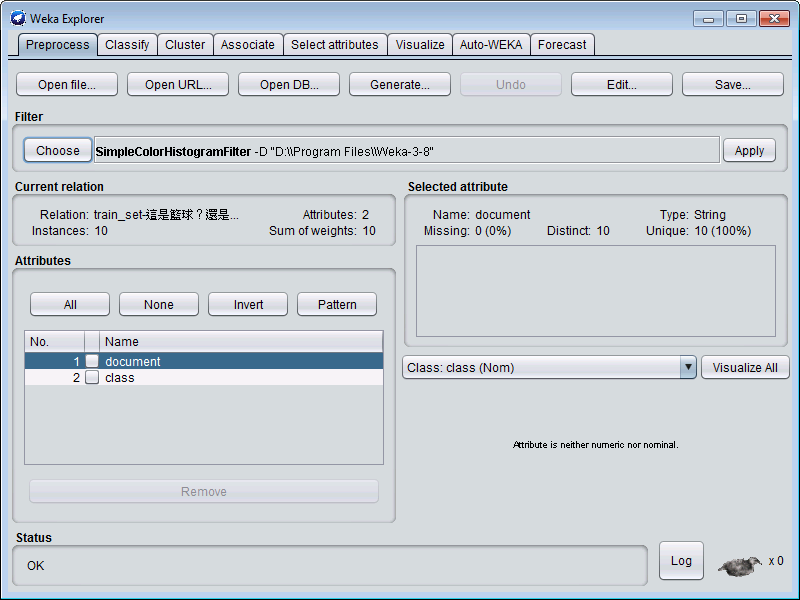 Weka Explorer
Preprocess Classify Cluster Associate Select attributes Visualize Auto-WEKA Forecast
Open file... Open URL... Open DB... Generate... Undo Edit... Save...
Filter
Choose SimpleColorHistogramFilter -D "D:\\Program Files\\Weka-3-8" Apply
Current relation
Relation: train_set-這是籃球？還是... Attributes: 2
Instances: 10 Sum of weights: 10
Selected attribute
Name: document Type: String
Missing: 0 (0%) Distinct: 10 Unique: 10 (100%)
Attributes
All None Invert Pattern
No. Name
1 document
2 class
Remove
Class: class (Nom) Visualize All
Attribute is neither numeric nor nominal.
Status
OK
Log x 0